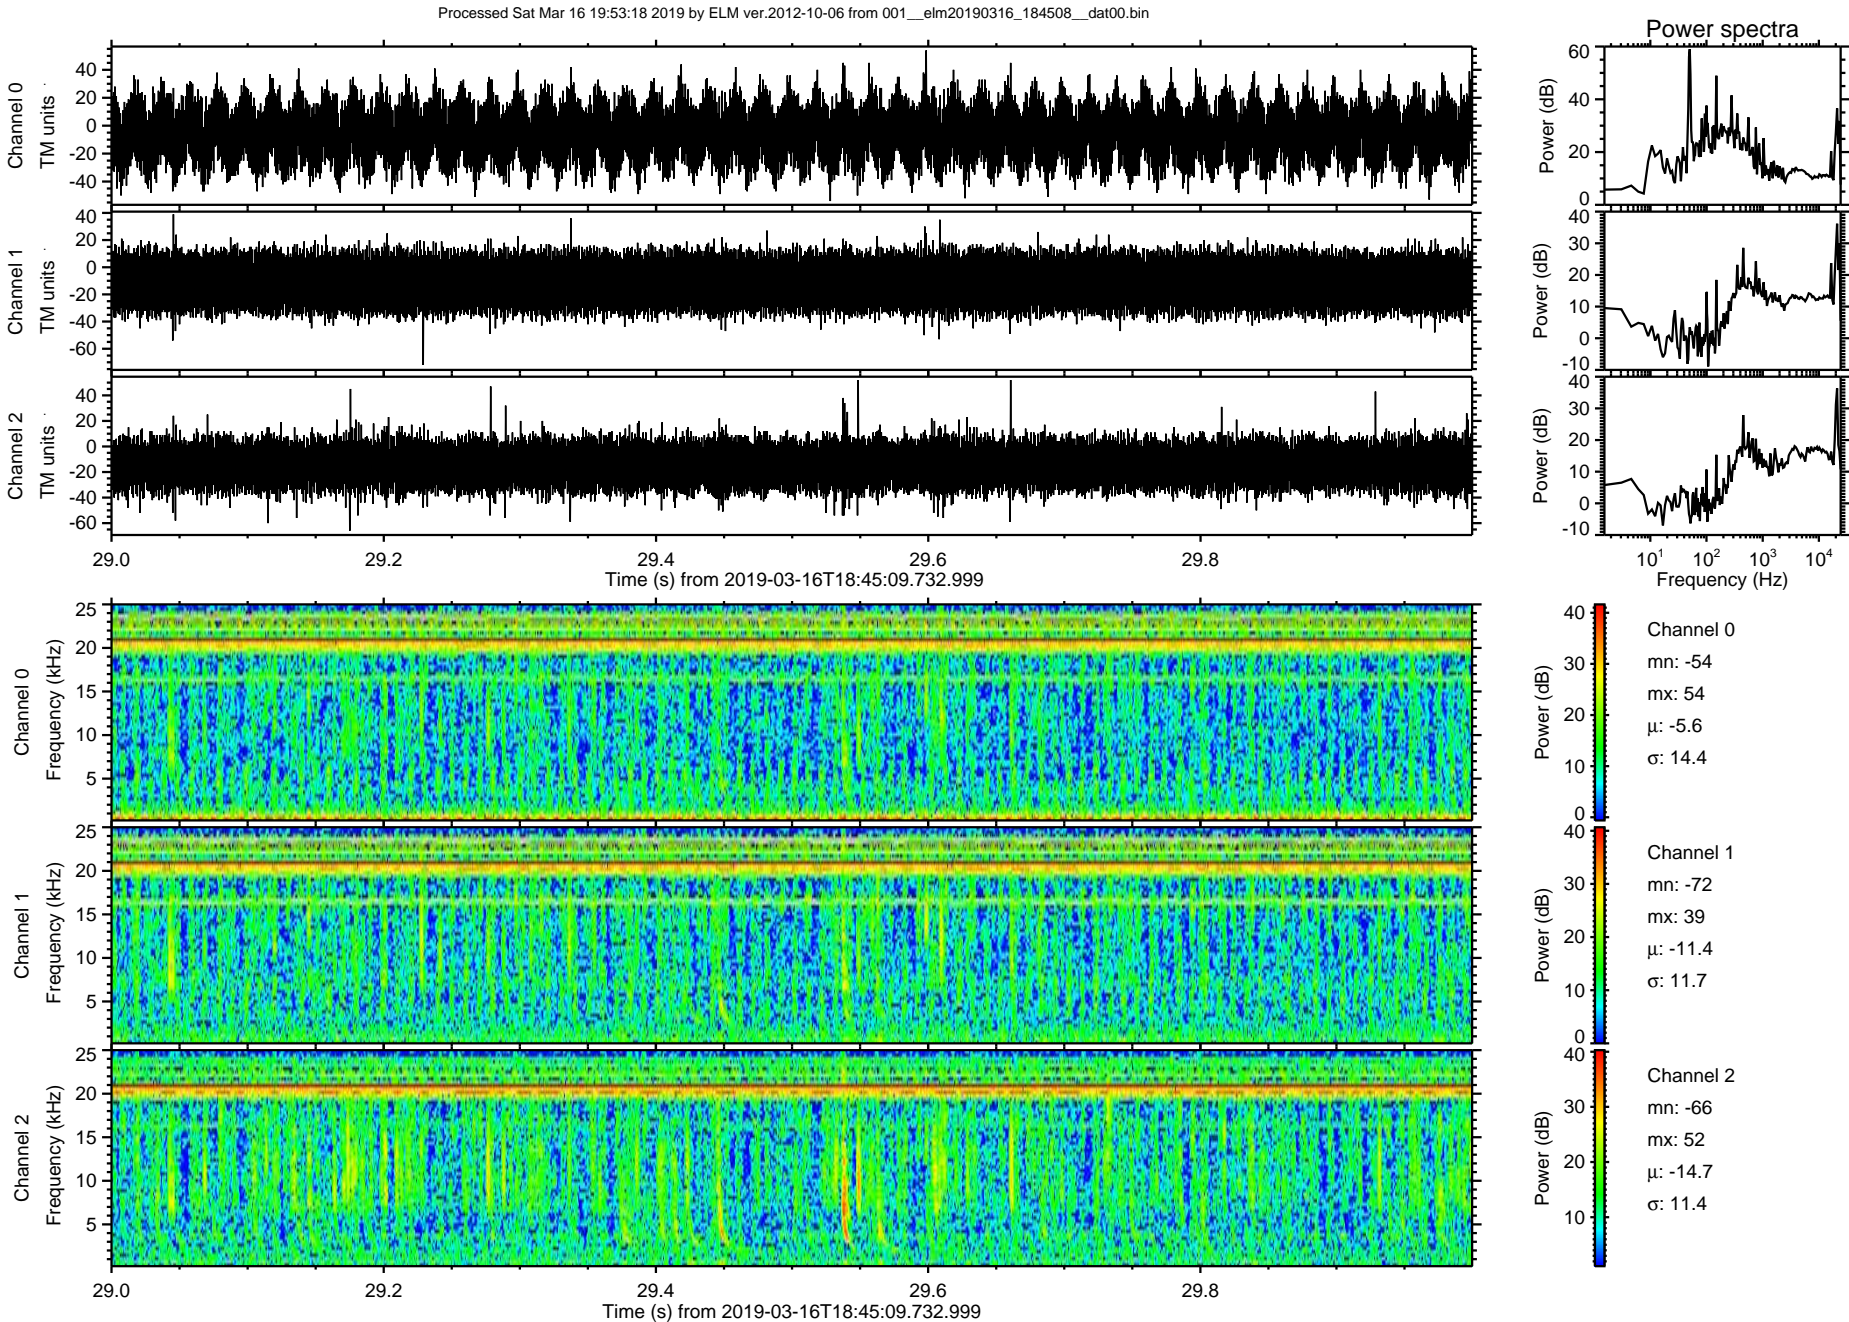 Processed Sat Mar 16 19:53:18 2019 by ELM ver.2012-10-06 from 001__elm20190316_184508__dat00.bin
Power spectra
Channel 0
TM units
40
20
0
-20
-40
Power (dB)
60
40
20
0
Channel 1
TM units
40
20
0
-20
-40
-60
Power (dB)
40
30
20
10
0
-10
Channel 2
TM units
40
20
0
-20
-40
-60
Power (dB)
40
30
20
10
0
-10
29.0 29.2 29.4 29.6 29.8
Time (s) from 2019-03-16T18:45:09.732.999
10¹ 10² 10³ 10⁴
Frequency (Hz)
Channel 0
Frequency (kHz)
25
20
15
10
5
Power (dB)
40
30
20
10
0
Channel 0
mn: -54
mx: 54
μ: -5.6
σ: 14.4
Channel 1
Frequency (kHz)
25
20
15
10
5
Power (dB)
40
30
20
10
0
Channel 1
mn: -72
mx: 39
μ: -11.4
σ: 11.7
Channel 2
Frequency (kHz)
25
20
15
10
5
Power (dB)
40
30
20
10
Channel 2
mn: -66
mx: 52
μ: -14.7
σ: 11.4
29.0 29.2 29.4 29.6 29.8
Time (s) from 2019-03-16T18:45:09.732.999